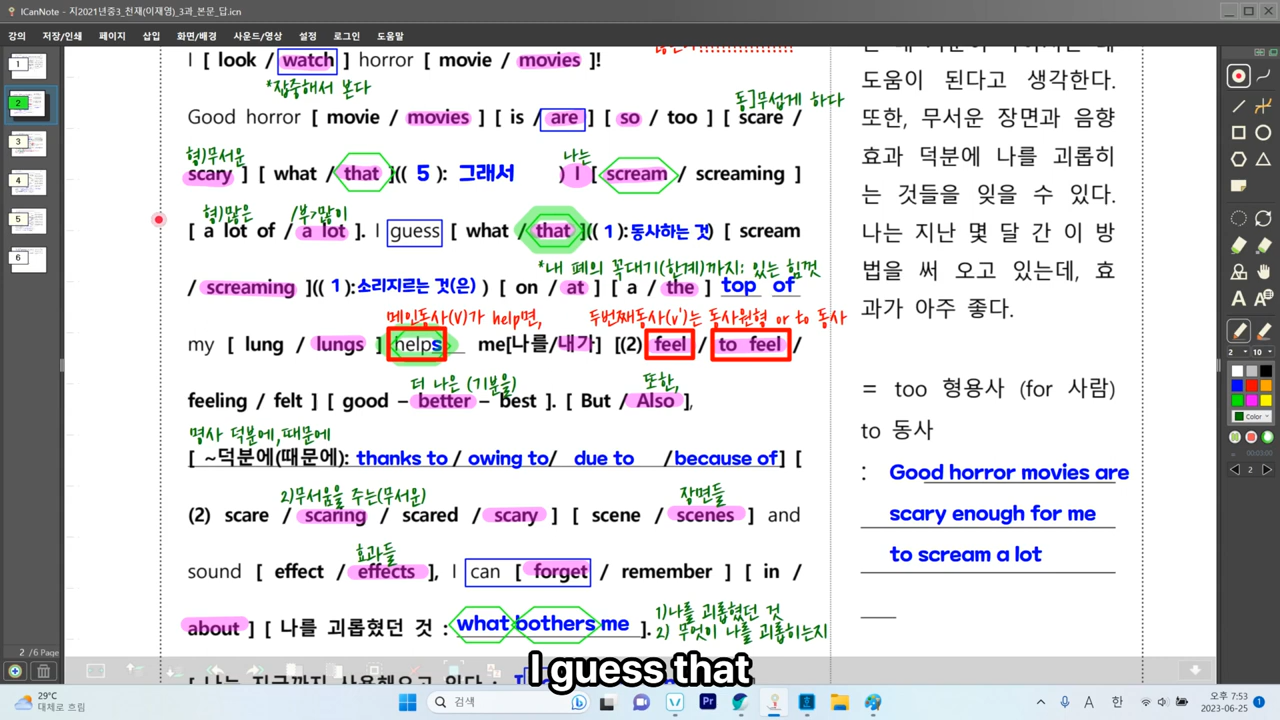 ICanNote - 지2021년중3_천재(이재영)_3과_본문_답.icn
강의 저장/인쇄 페이지 삽입 화면/배경 사운드/영상 설정 로그인 도움말
I [ look / watch ] horror [ movie / movies ]!
*집중해서 본다
동]무섭게 하다
Good horror [ movie / movies ] [ is / are ] [ so / too ] [ scare /
형)무서운
나는
scary ] [ what / that ](( 5 ): 그래서 ) I [ scream / screaming ]
형)많은 /부>많이
[ a lot of / a lot ]. I guess [ what / that ](( 1 ):동사하는 것) [ scream
*내 폐의 꼭대기(한계)까지: 있는 힘껏
/ screaming ](( 1 ):소리지르는 것(은) ) [ on / at ] [ a / the ] top of
메인동사(v)가 help면, 두번째동사(v')는 동사원형 or to 동사
my [ lung / lungs ] helps me[나를/내가] [(2) feel / to feel /
더 나은 (기분을) 또한,
feeling / felt ] [ good – better – best ]. [ But / Also ],
명사 덕분에,때문에
[ ~덕분에(때문에): thanks to / owing to/ due to /because of] [
2)무서움을 주는(무서운) 장면들
(2) scare / scaring / scared / scary ] [ scene / scenes ] and
효과들
sound [ effect / effects ], I can [ forget / remember ] [ in /
about ] [ 나를 괴롭혔던 것 : what bothers me ].
1)나를 괴롭혔던 것
2) 무엇이 나를 괴롭히는지
I guess that
도움이 된다고 생각한다.
또한, 무서운 장면과 음향
효과 덕분에 나를 괴롭히
는 것들을 잊을 수 있다.
나는 지난 몇 달 간 이 방
법을 써 오고 있는데, 효
과가 아주 좋다.
= too 형용사 (for 사람)
to 동사
: Good horror movies are
scary enough for me
to scream a lot
1
2
3
4
5
6
2 10
Color
00:03:00
2
2 /6 Page
29°C
대체로 흐림
검색
A 한
오후 7:53
2023-06-25